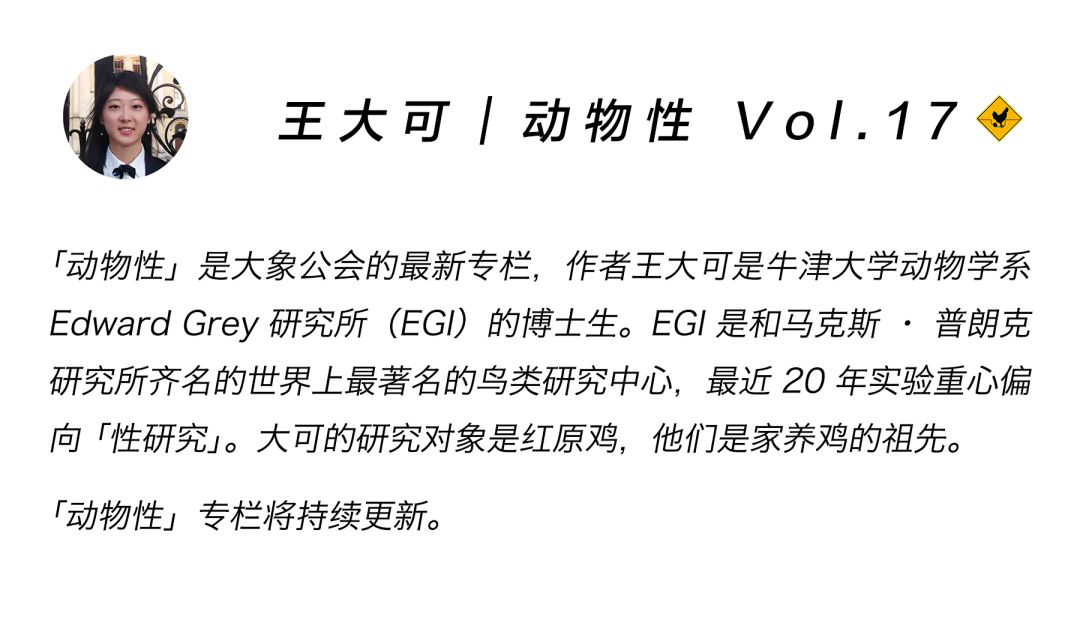 王大可｜动物性 Vol.17
「动物性」是大象公会的最新专栏，作者王大可是牛津大学动物学系
Edward Grey 研究所（EGI）的博士生。EGI 是和马克斯 · 普朗克
研究所齐名的世界上最著名的鸟类研究中心，最近 20 年实验重心偏
向「性研究」。大可的研究对象是红原鸡，他们是家养鸡的祖先。
「动物性」专栏将持续更新。